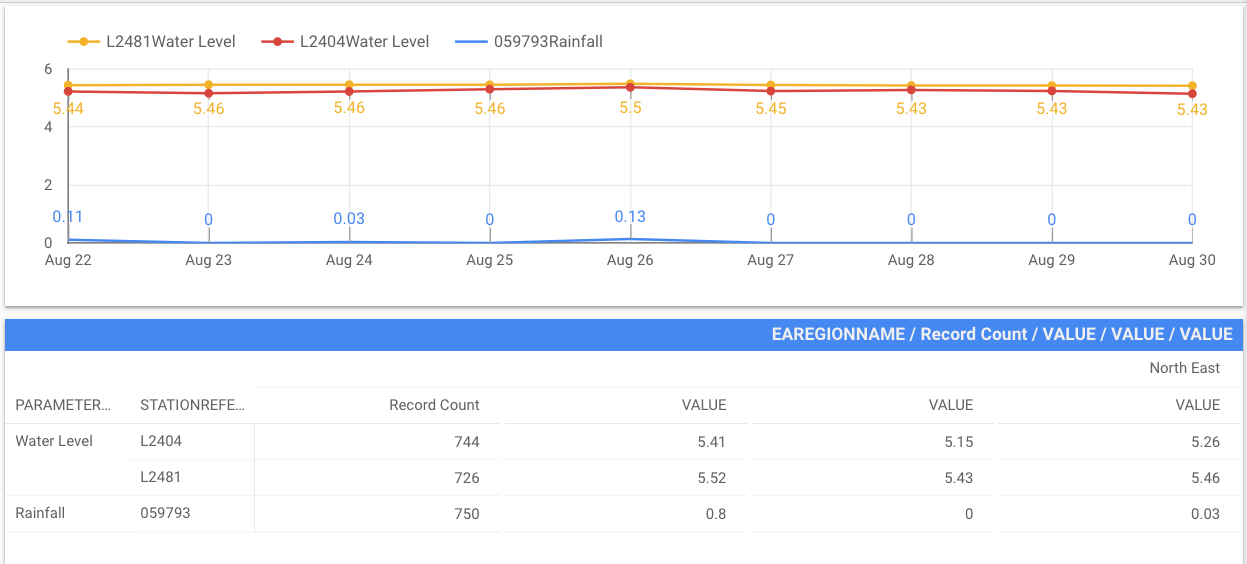 L2481Water Level L2404Water Level 059793Rainfall
6
5.44 5.46 5.46 5.46 5.5 5.45 5.43 5.43 5.43
4
2
0.11 0 0.03 0 0.13 0 0 0 0
0
Aug 22 Aug 23 Aug 24 Aug 25 Aug 26 Aug 27 Aug 28 Aug 29 Aug 30
EAREGIONNAME / Record Count / VALUE / VALUE / VALUE
North East
PARAMETER... STATIONREFE... Record Count VALUE VALUE VALUE
Water Level L2404 744 5.41 5.15 5.26
L2481 726 5.52 5.43 5.46
Rainfall 059793 750 0.8 0 0.03